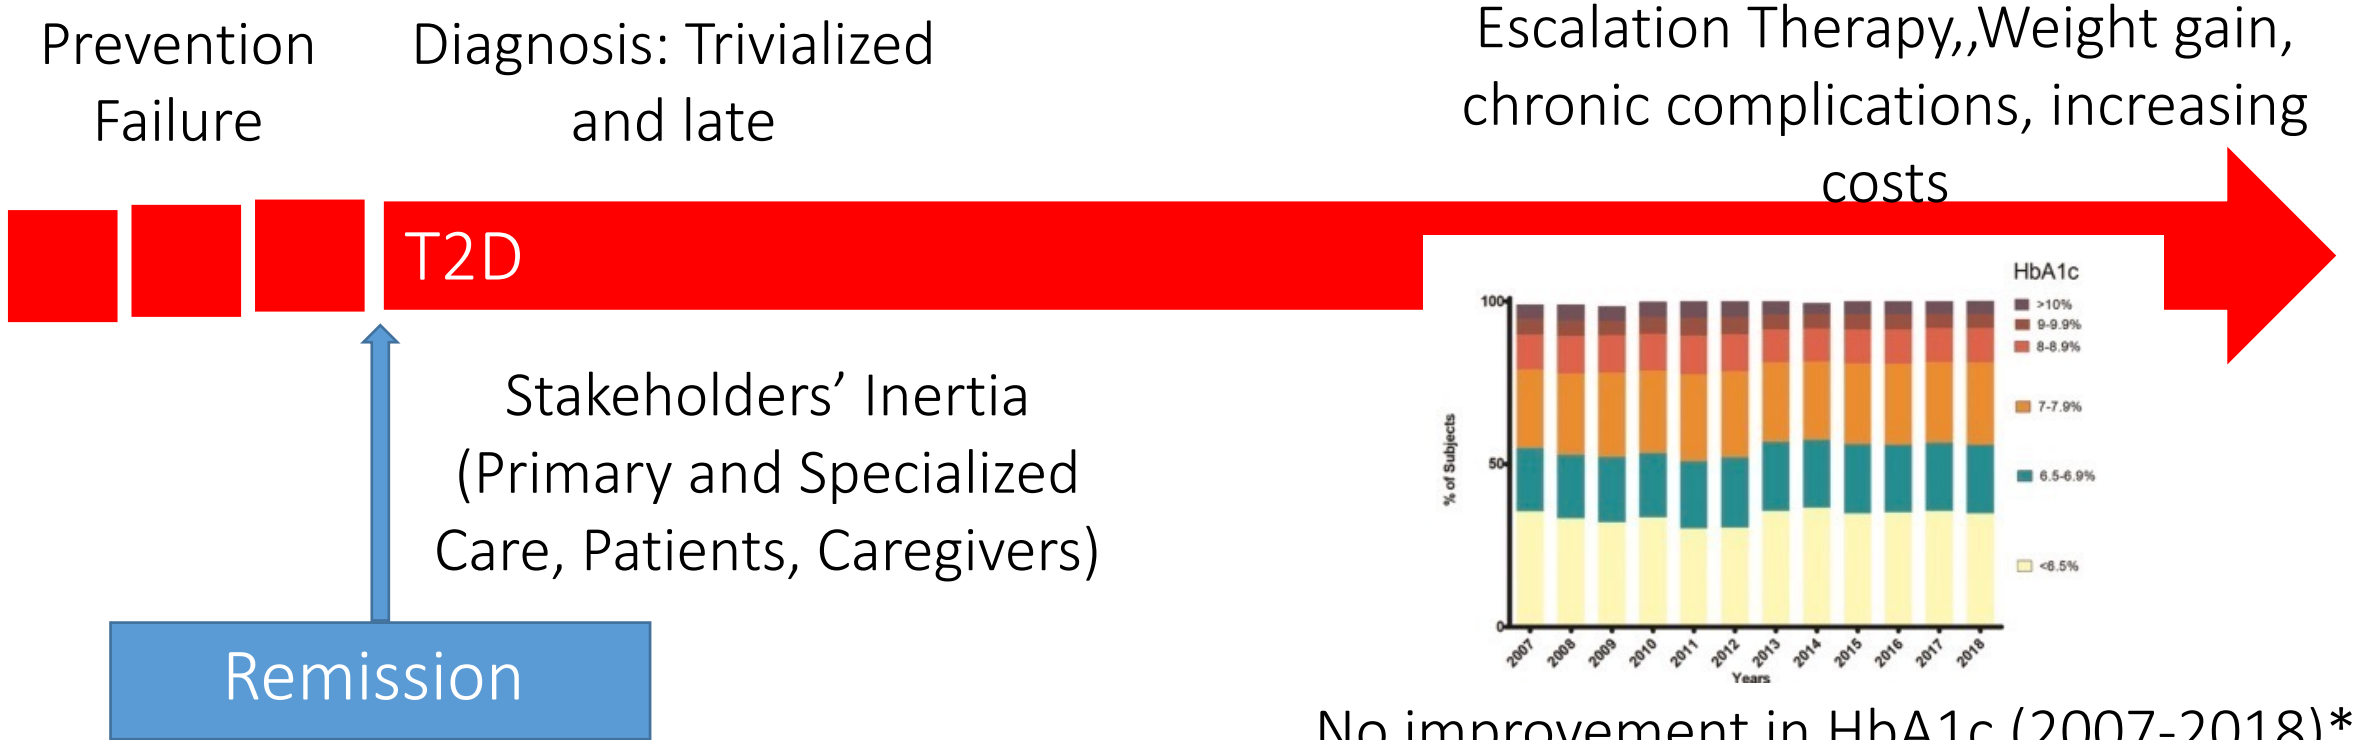 Prevention
Failure
Diagnosis: Trivialized
and late
Escalation Therapy,,Weight gain,
chronic complications, increasing
costs
T2D
Stakeholders’ Inertia
(Primary and Specialized
Care, Patients, Caregivers)
Remission
HbA1c
>10%
9-9.9%
8-8.9%
7-7.9%
6.5-6.9%
<6.5%
% of Subjects
100
50
0
2007
2008
2009
2010
2011
2012
2013
2014
2015
2016
2017
2018
Years
No improvement in HbA1c (2007-2018)*